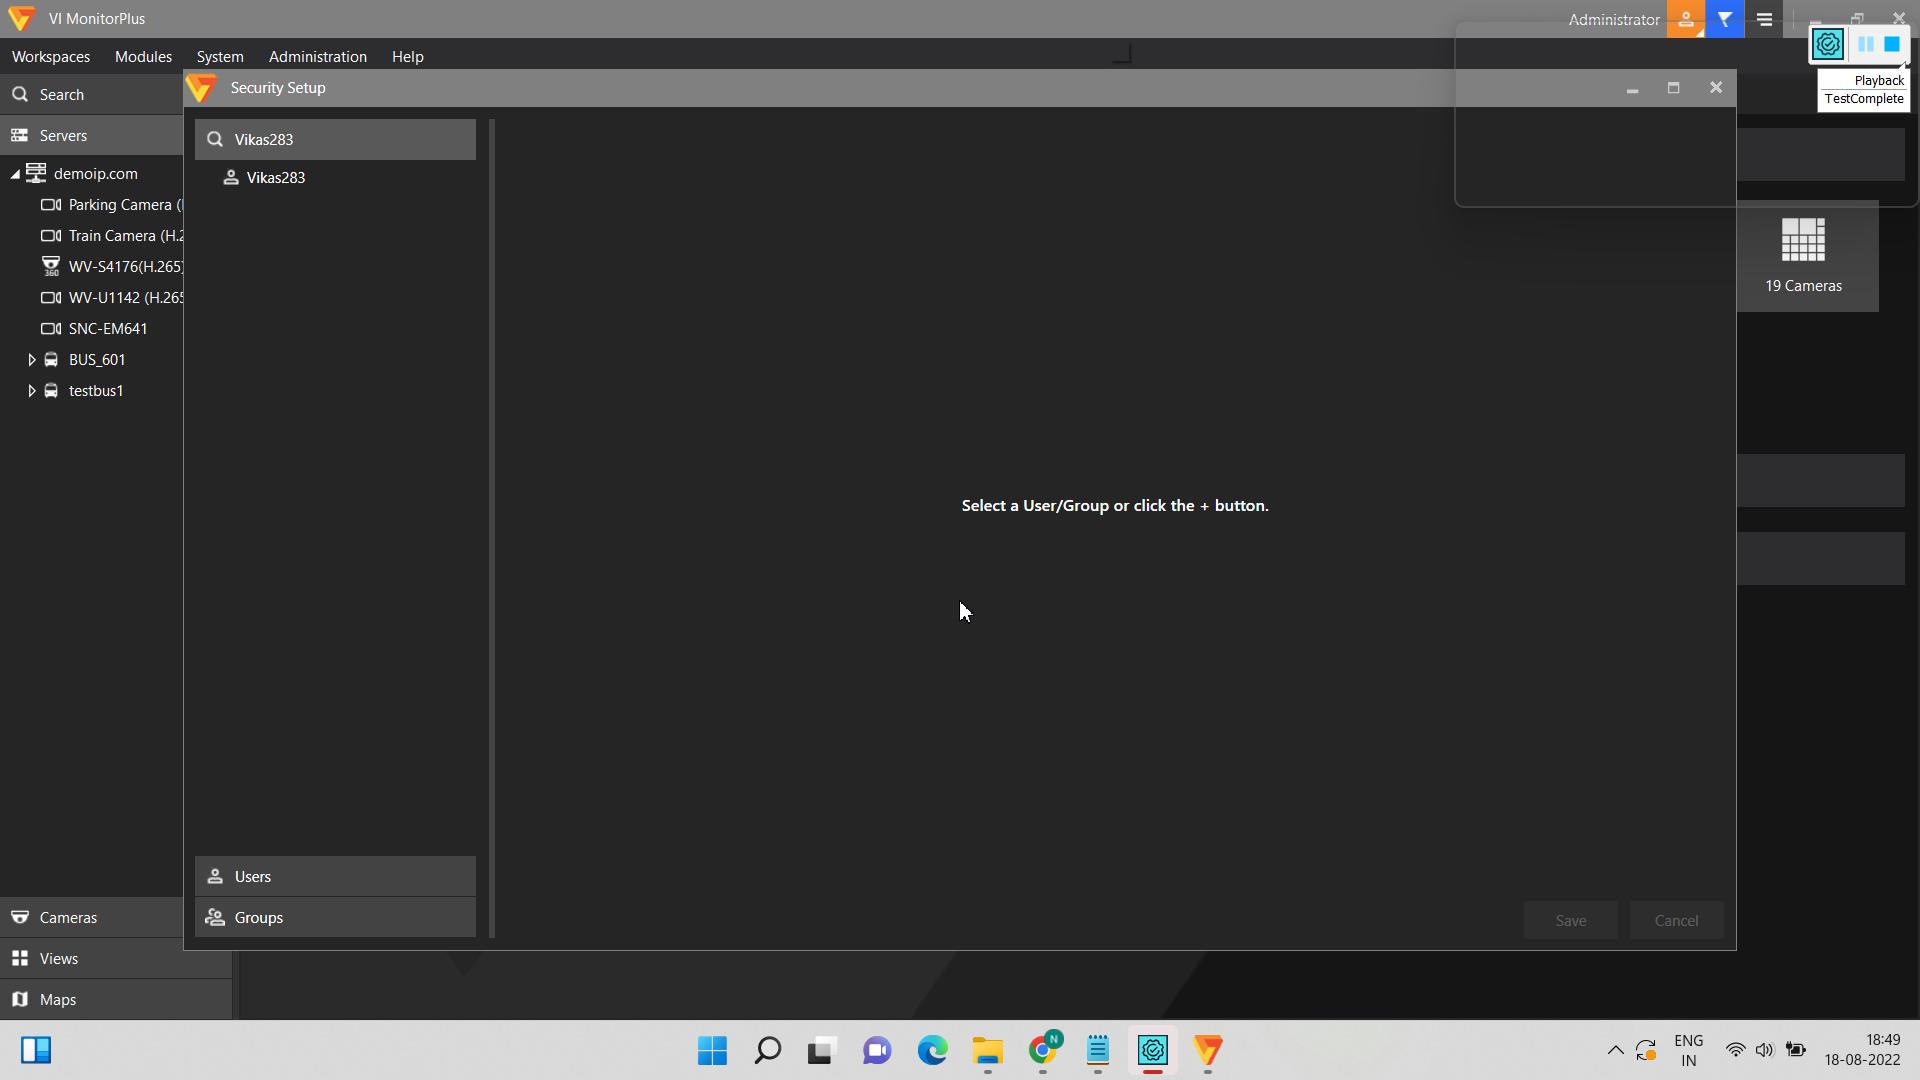 VI MonitorPlus
Administrator
Workspaces Modules System Administration Help
Playback
TestComplete
Search
Servers
demoip.com
Parking Camera (
Train Camera (H.2
WV-S4176(H.265)
360
WV-U1142 (H.265
SNC-EM641
BUS_601
testbus1
Cameras
Views
Maps
Security Setup
Vikas283
Vikas283
Select a User/Group or click the + button.
Users
Groups
Save Cancel
19 Cameras
N
ENG
IN
18:49
18-08-2022